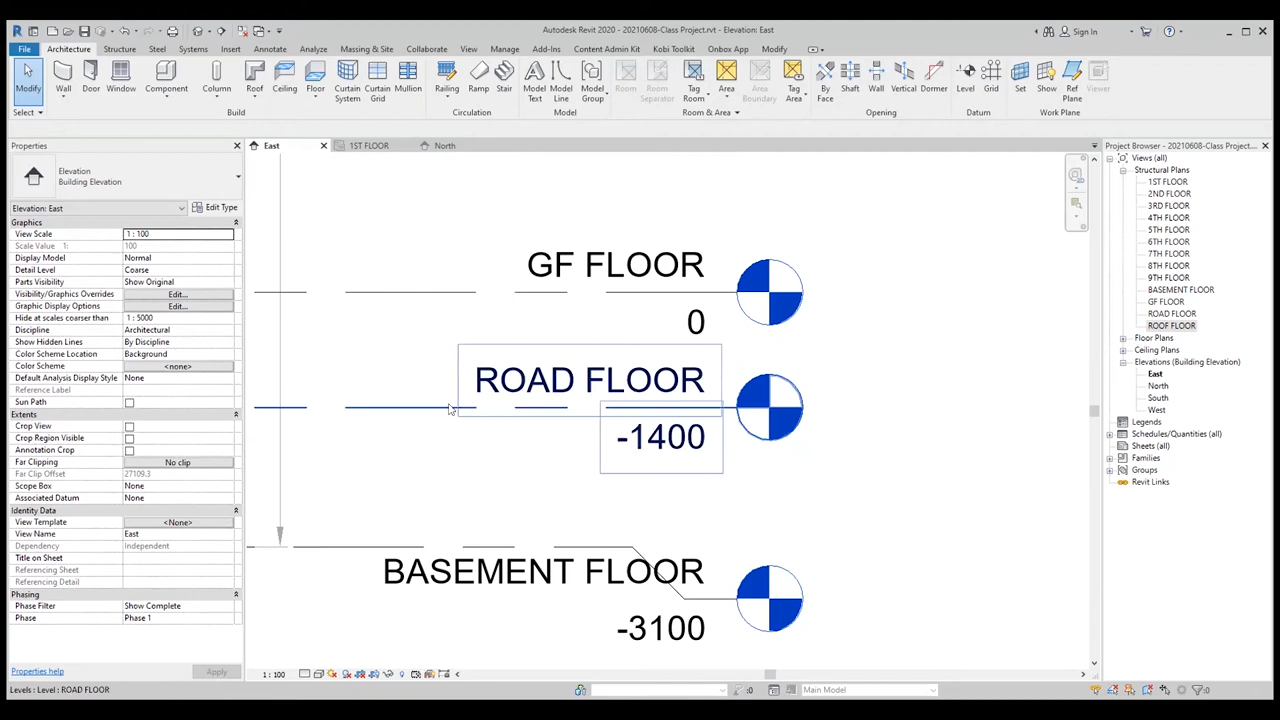 Autodesk Revit 2020 - 20210608-Class Project.rvt - Elevation: East
Sign In
File Architecture Structure Steel Systems Insert Annotate Analyze Massing & Site Collaborate View Manage Add-Ins Content Admin Kit Kobi Toolkit Onbox App Modify
Modify Wall Door Window Component Column Roof Ceiling Floor Curtain System Curtain Grid Mullion Railing Ramp Stair Model Text Model Line Model Group Room Room Separator Tag Room Area Area Boundary Tag Area By Face Shaft Wall Vertical Dormer Level Grid Set Show Ref Plane Viewer
Select Build Circulation Model Room & Area Opening Datum Work Plane
Properties
East
1ST FLOOR
North
Project Browser - 20210608-Class Project....
Elevation
Building Elevation
Elevation: East
Edit Type
Graphics
View Scale 1 : 100
Scale Value 1: 100
Display Model Normal
Detail Level Coarse
Parts Visibility Show Original
Visibility/Graphics Overrides Edit...
Graphic Display Options Edit...
Hide at scales coarser than 1 : 5000
Discipline Architectural
Show Hidden Lines By Discipline
Color Scheme Location Background
Color Scheme <none>
Default Analysis Display Style None
Reference Label
Sun Path
Extents
Crop View
Crop Region Visible
Annotation Crop
Far Clipping No clip
Far Clip Offset 27109.3
Scope Box None
Associated Datum None
Identity Data
View Template <None>
View Name East
Dependency Independent
Title on Sheet
Referencing Sheet
Referencing Detail
Phasing
Phase Filter Show Complete
Phase Phase 1
Properties help
Apply
GF FLOOR
0
ROAD FLOOR
-1400
BASEMENT FLOOR
-3100
Views (all)
Structural Plans
1ST FLOOR
2ND FLOOR
3RD FLOOR
4TH FLOOR
5TH FLOOR
6TH FLOOR
7TH FLOOR
8TH FLOOR
9TH FLOOR
BASEMENT FLOOR
GF FLOOR
ROAD FLOOR
ROOF FLOOR
Floor Plans
Ceiling Plans
Elevations (Building Elevation)
East
North
South
West
Legends
Schedules/Quantities (all)
Sheets (all)
Families
Groups
Revit Links
1 : 100
Levels : Level : ROAD FLOOR
:0
Main Model
:0